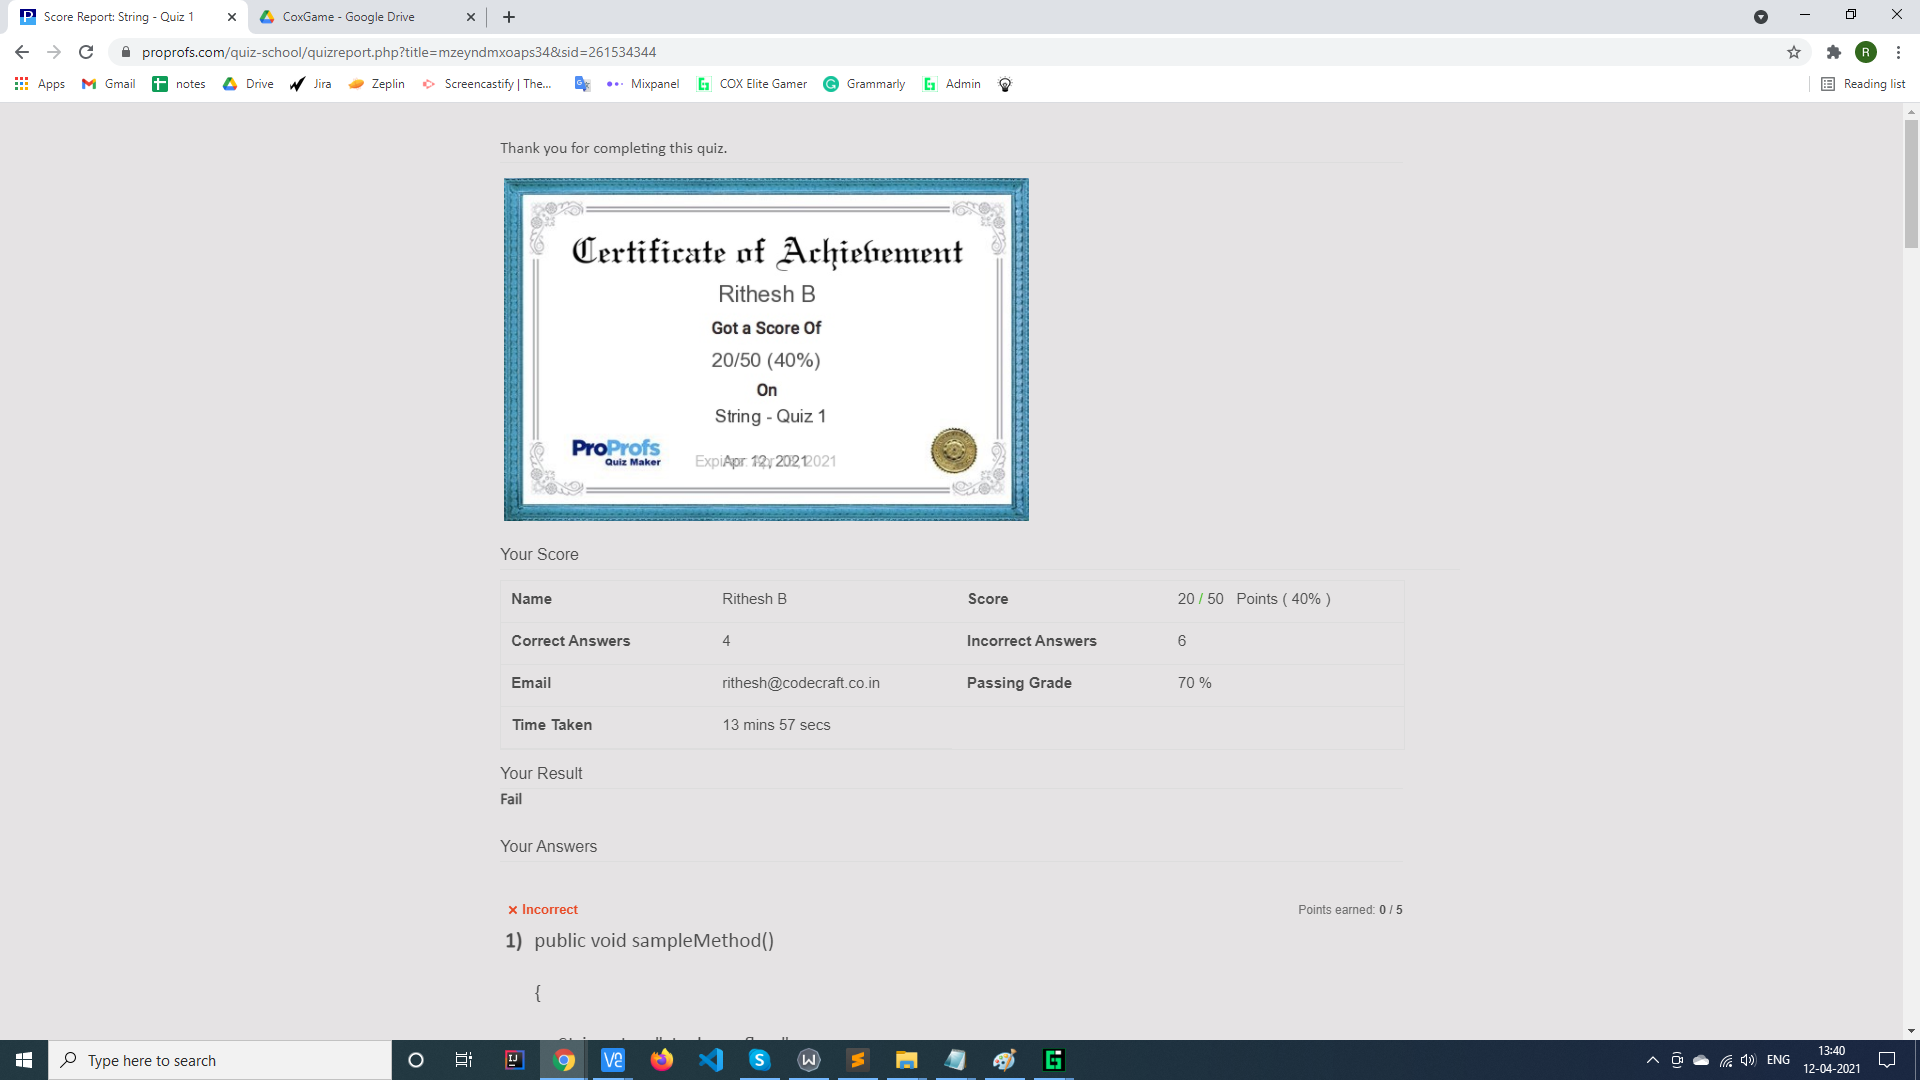 Score Report: String - Quiz 1
CoxGame - Google Drive
proprofs.com/quiz-school/quizreport.php?title=mzeyndmxoaps34&sid=261534344
R
Apps
Gmail
notes
Drive
Jira
Zeplin
Screencastify | The...
Mixpanel
COX Elite Gamer
Grammarly
Admin
Reading list
Thank you for completing this quiz.
Certificate of Achievement
Rithesh B
Got a Score Of
20/50 (40%)
On
String - Quiz 1
ProProfs
Quiz Maker
Apr 12, 2021
Your Score
Name Rithesh B Score 20 / 50 Points ( 40% )
Correct Answers 4 Incorrect Answers 6
Email rithesh@codecraft.co.in Passing Grade 70 %
Time Taken 13 mins 57 secs
Your Result
Fail
Your Answers
× Incorrect Points earned: 0 / 5
1) public void sampleMethod()
{
Type here to search
ENG
13:40
12-04-2021